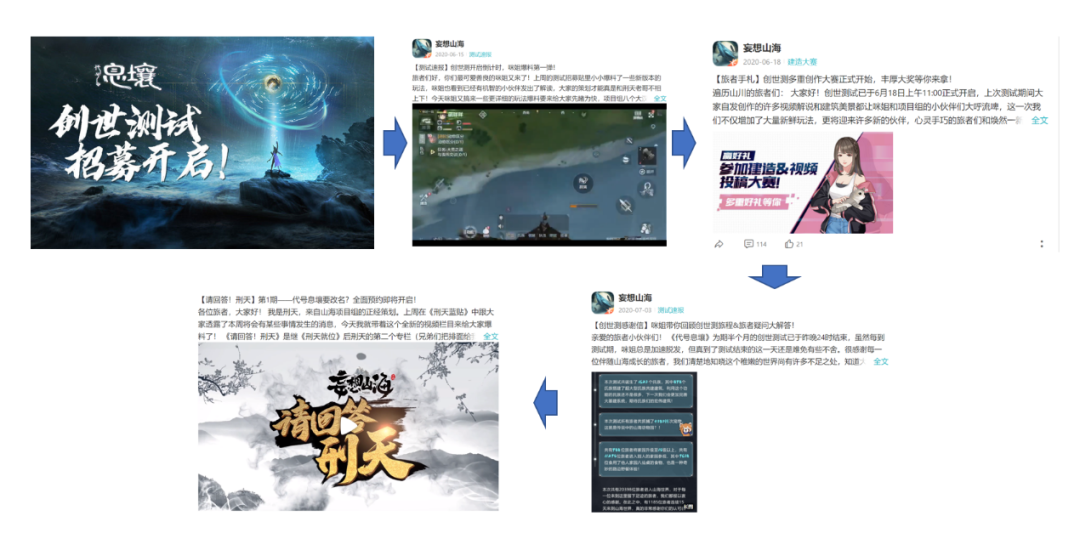 代号
息壤
创世测试
招募开启！
妄想山海
2020-06-15 测试速报
【测试速报】创世测开启倒计时，咪姐爆料第一弹！
旅者们好，你们最可爱善良的咪姐又来了！上周的测试招募贴里小小爆料了一些新版本的
玩法，咪姐也看到已经有机智的小伙伴发出了解读，大家的策划才能真是和刑天老哥不相
上下！今天咪姐又搞来一些更详细的玩法爆料要来给大家先睹为快，项目组八个大 全文
妄想山海
2020-06-18 建造大赛
【旅者手札】创世测多重创作大赛正式开始，丰厚大奖等你来拿！
遍历山川的旅者们： 大家好！创世测试已于6月18日上午11:00正式开启，上次测试期间大
家自发创作的许多视频解说和建筑美景都让咪姐和项目组的小伙伴们大呼流啤，这一次我
们不仅增加了大量新鲜玩法，更将迎来许多新的伙伴，心灵手巧的旅者们和焕然一 全文
赢好礼
参加建造&视频
投稿大赛!
多重好礼等你
114 21
【请回答！刑天】第1期——代号息壤要改名？全面预约即将开启！
各位旅者，大家好！ 我是刑天，来自山海项目组的正经策划。上周在《刑天蓝贴》中跟大
家透露了本周将会有某些事情发生的消息，今天我就带着这个全新的视频栏目来给大家爆
料了！ 《请回答！刑天》是继《刑天就位》后刑天的第二个专栏（兄弟们把排面给 全文
妄想山海
请回答
刑天
妄想山海
2020-07-03 测试速报
【创世测感谢信】咪姐带你回顾创世测旅程&旅者疑问大解答！
亲爱的旅者小伙伴们！ 《代号息壤》为期半个月的创世测试已于昨晚24时结束，虽然每到
测试期，咪姐总是加速脱发，但真到了测试结束的这一天还是难免有些不舍。很感谢每一
位伴随山海成长的旅者，我们清楚地知晓这个稚嫩的世界尚有许多不足之处，知道 全文
长图